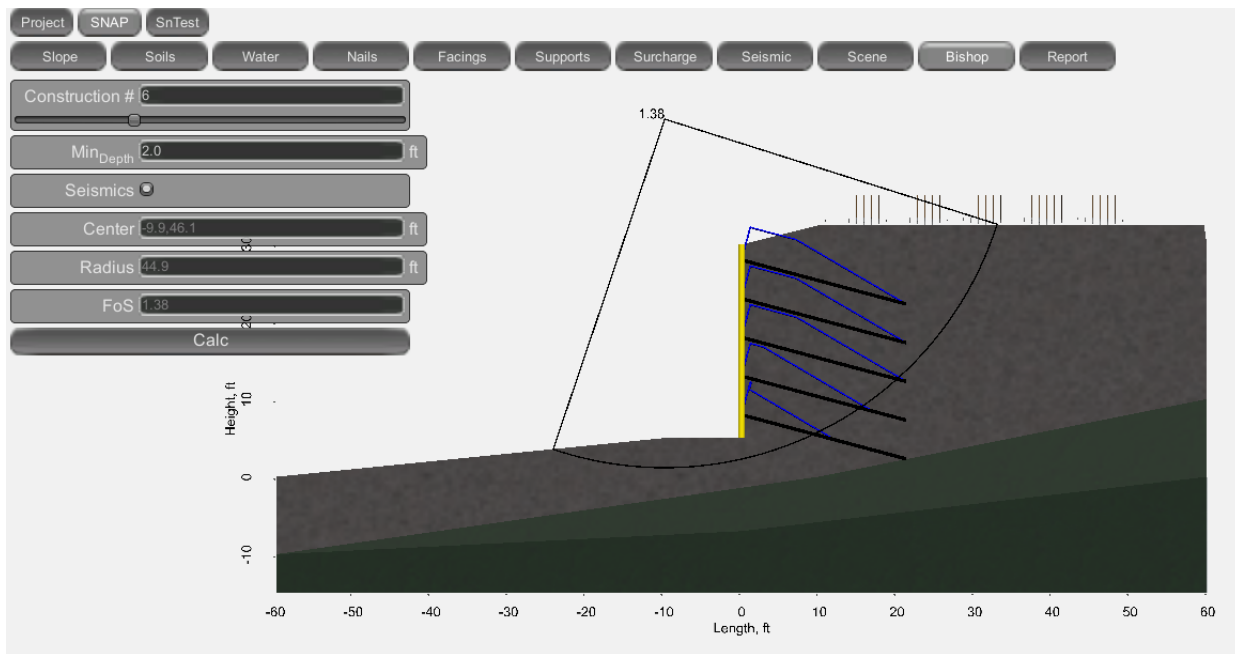 Project SNAP SnTest
Slope Soils Water Nails Facings Supports Surcharge Seismic Scene Bishop Report
Construction # 6
1.38
Min_Depth 2.0 ft
Seismics
Center -9.9,46.1 ft
30
Radius 44.9 ft
FoS 1.38
20
Calc
10
Height, ft
0
-10
-60 -50 -40 -30 -20 -10 0 10 20 30 40 50 60
Length, ft